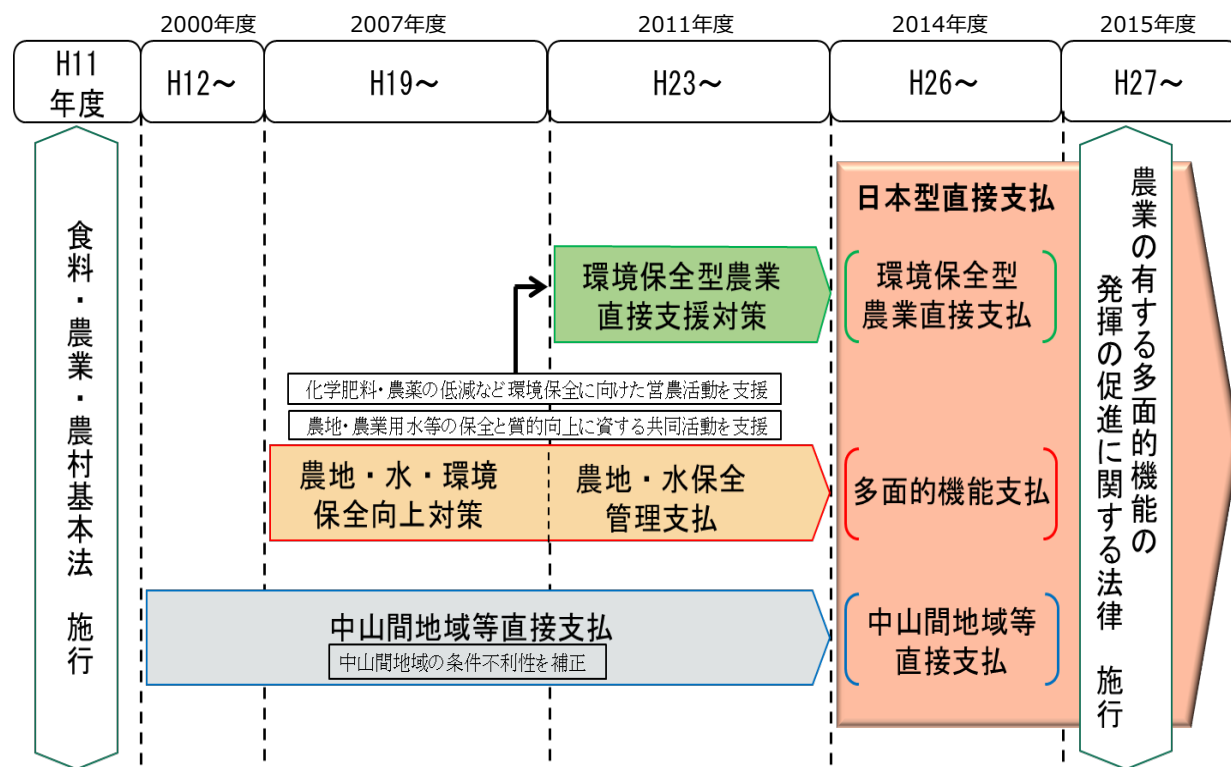 2000年度
2007年度
2011年度
2014年度
2015年度
H11
年度
H12～
H19～
H23～
H26～
H27～
食料・農業・農村基本法　施行
日本型直接支払
環境保全型農業
直接支援対策
環境保全型
農業直接支払
化学肥料・農薬の低減など環境保全に向けた営農活動を支援
農地・農業用水等の保全と質的向上に資する共同活動を支援
農地・水・環境
保全向上対策
農地・水保全
管理支払
多面的機能支払
中山間地域等直接支払
中山間地域の条件不利性を補正
中山間地域等
直接支払
農業の有する多面的機能の
発揮の促進に関する法律　施行